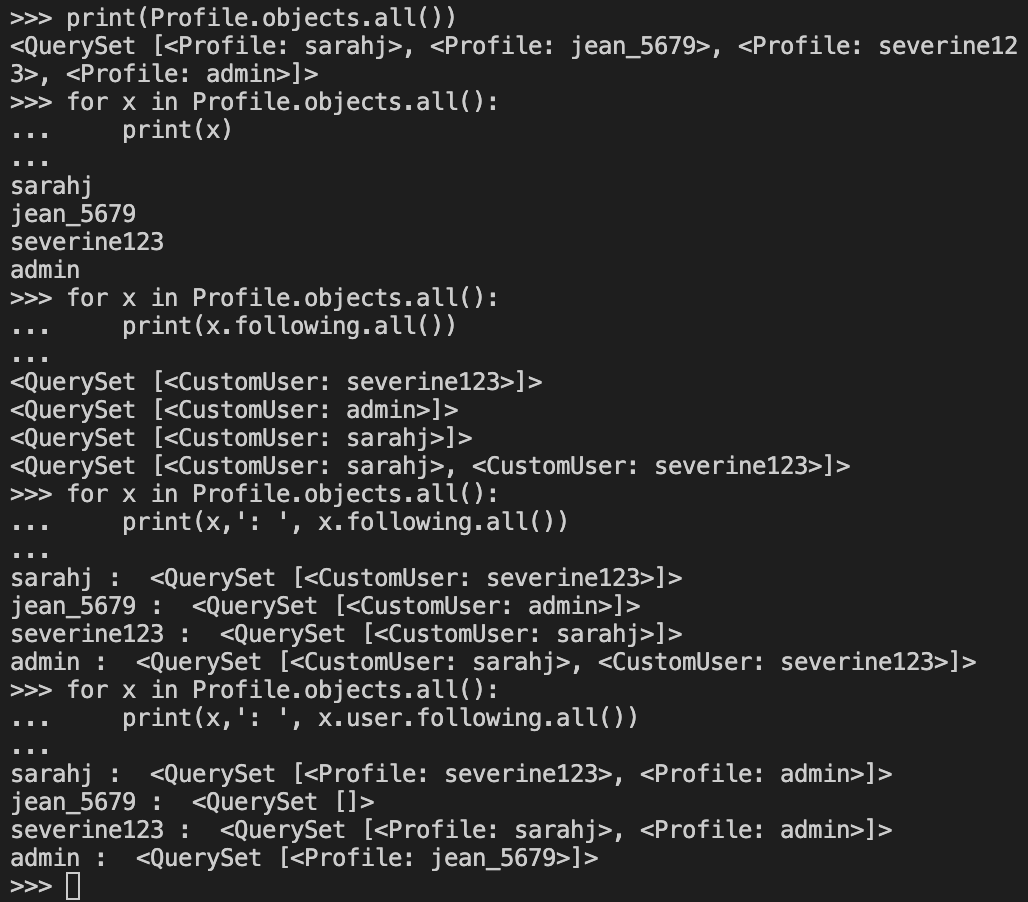 >>> print(Profile.objects.all())
<QuerySet [<Profile: sarahj>, <Profile: jean_5679>, <Profile: severine12
3>, <Profile: admin>]>
>>> for x in Profile.objects.all():
...     print(x)
...
sarahj
jean_5679
severine123
admin
>>> for x in Profile.objects.all():
...     print(x.following.all())
...
<QuerySet [<CustomUser: severine123>]>
<QuerySet [<CustomUser: admin>]>
<QuerySet [<CustomUser: sarahj>]>
<QuerySet [<CustomUser: sarahj>, <CustomUser: severine123>]>
>>> for x in Profile.objects.all():
...     print(x,': ', x.following.all())
...
sarahj :  <QuerySet [<CustomUser: severine123>]>
jean_5679 :  <QuerySet [<CustomUser: admin>]>
severine123 :  <QuerySet [<CustomUser: sarahj>]>
admin :  <QuerySet [<CustomUser: sarahj>, <CustomUser: severine123>]>
>>> for x in Profile.objects.all():
...     print(x,': ', x.user.following.all())
...
sarahj :  <QuerySet [<Profile: severine123>, <Profile: admin>]>
jean_5679 :  <QuerySet []>
severine123 :  <QuerySet [<Profile: sarahj>, <Profile: admin>]>
admin :  <QuerySet [<Profile: jean_5679>]>
>>>